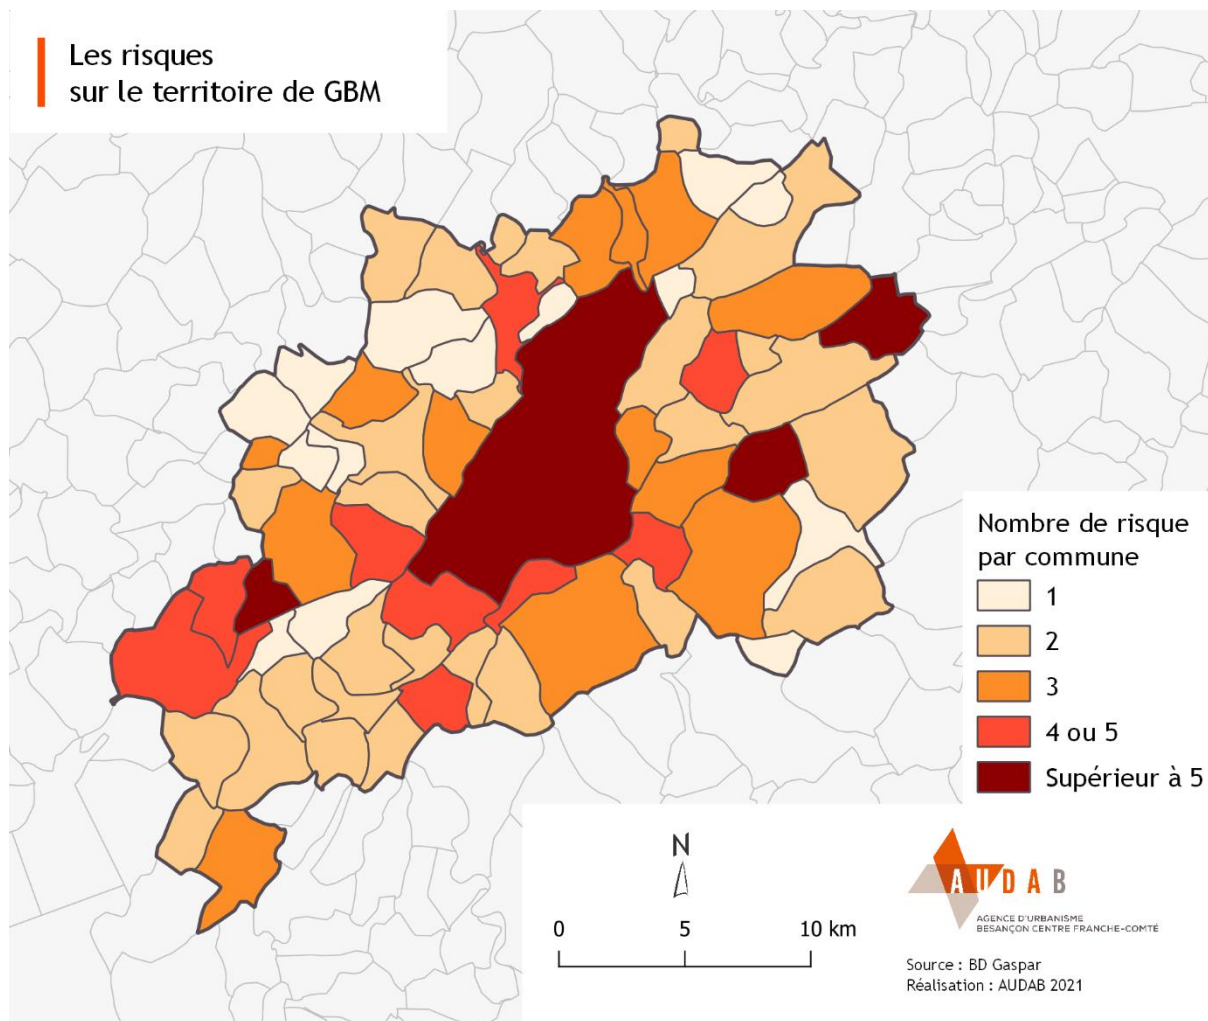 Les risques
sur le territoire de GBM
Nombre de risque
par commune
1
2
3
4 ou 5
Supérieur à 5
N
0 5 10 km
AUDAB
AGENCE D'URBANISME
BESANÇON CENTRE FRANCHE-COMTÉ
Source : BD Gaspar
Réalisation : AUDAB 2021